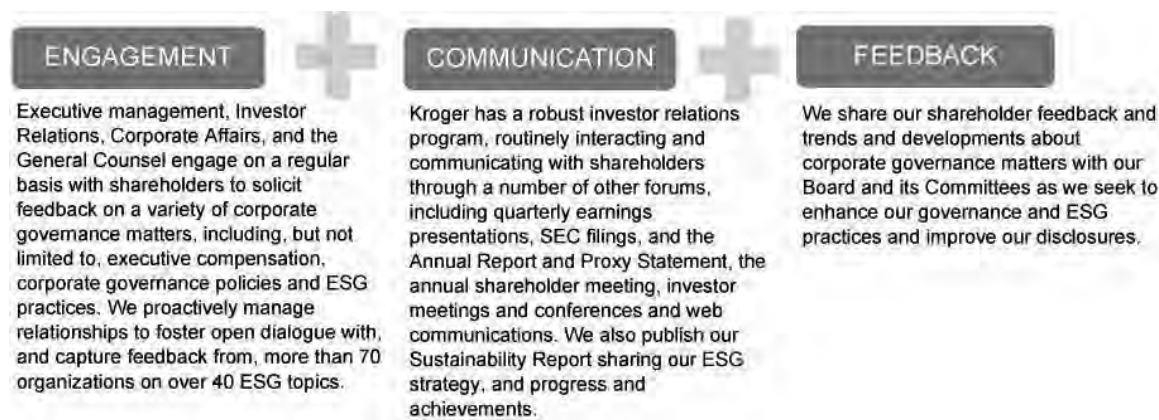 ENGAGEMENT
Executive management, Investor
Relations, Corporate Affairs, and the
General Counsel engage on a regular
basis with shareholders to solicit
feedback on a variety of corporate
governance matters, including, but not
limited to, executive compensation,
corporate governance policies and ESG
practices. We proactively manage
relationships to foster open dialogue with,
and capture feedback from, more than 70
organizations on over 40 ESG topics.
COMMUNICATION
Kroger has a robust investor relations
program, routinely interacting and
communicating with shareholders
through a number of other forums,
including quarterly earnings
presentations, SEC filings, and the
Annual Report and Proxy Statement, the
annual shareholder meeting, investor
meetings and conferences and web
communications. We also publish our
Sustainability Report sharing our ESG
strategy, and progress and
achievements.
FEEDBACK
We share our shareholder feedback and
trends and developments about
corporate governance matters with our
Board and its Committees as we seek to
enhance our governance and ESG
practices and improve our disclosures.